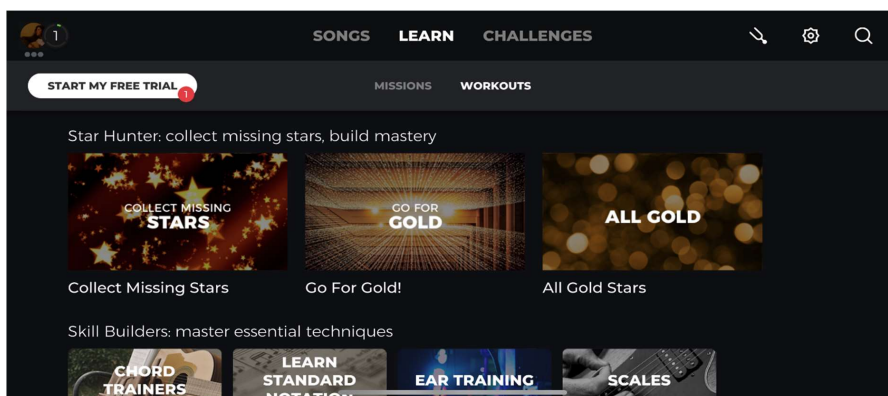 1
SONGS LEARN CHALLENGES
START MY FREE TRIAL
1
MISSIONS WORKOUTS
Star Hunter: collect missing stars, build mastery
COLLECT MISSING
STARS
GO FOR
GOLD
ALL GOLD
Collect Missing Stars
Go For Gold!
All Gold Stars
Skill Builders: master essential techniques
CHORD
TRAINERS
LEARN
STANDARD
NOTATION
EAR TRAINING
SCALES